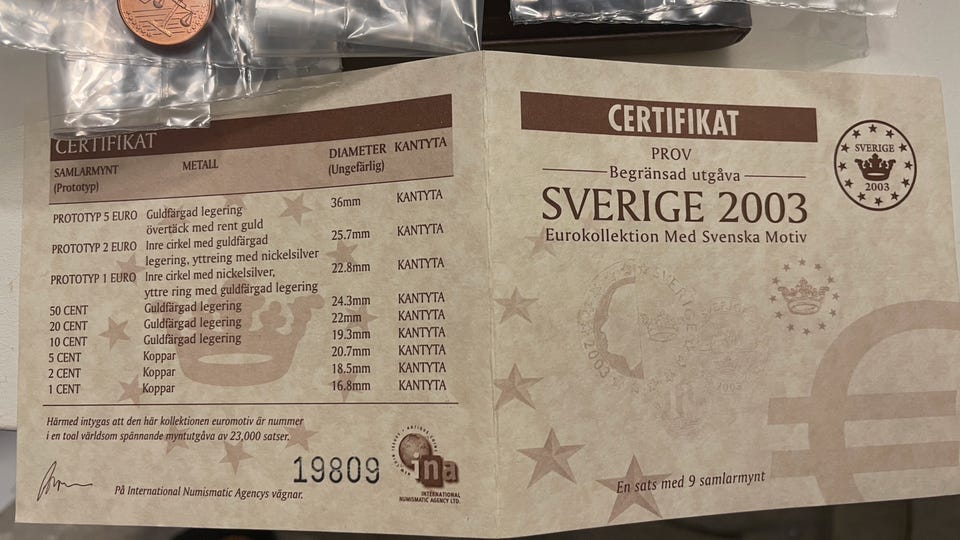 CERTIFIKAT
SAMLARMYNT METALL DIAMETER KANTYTA
(Prototyp) (Ungefärlig)
PROTOTYP 5 EURO Guldfärgad legering 36mm KANTYTA
övertäck med rent guld
PROTOTYP 2 EURO Inre cirkel med guldfärgad 25.7mm KANTYTA
legering, yttreing med nickelsilver
PROTOTYP 1 EURO Inre cirkel med nickelsilver, 22.8mm KANTYTA
yttre ring med guldfärgad legering
50 CENT Guldfärgad legering 24.3mm KANTYTA
20 CENT Guldfärgad legering 22mm KANTYTA
10 CENT Guldfärgad legering 19.3mm KANTYTA
5 CENT Koppar 20.7mm KANTYTA
2 CENT Koppar 18.5mm KANTYTA
1 CENT Koppar 16.8mm KANTYTA
Härmed intygas att den här kollektionen euromotiv är nummer
i en toal världsom spännande myntutgåva av 23,000 satser.
19809
På International Numismatic Agencys vägnar.
ina
INTERNATIONAL
NUMISMATIC AGENCY LTD.
CERTIFIKAT
PROV
Begränsad utgåva
SVERIGE 2003
Eurokollektion Med Svenska Motiv
SVERIGE
2003
SVERIGE
2003
2003
€
En sats med 9 samlarmynt